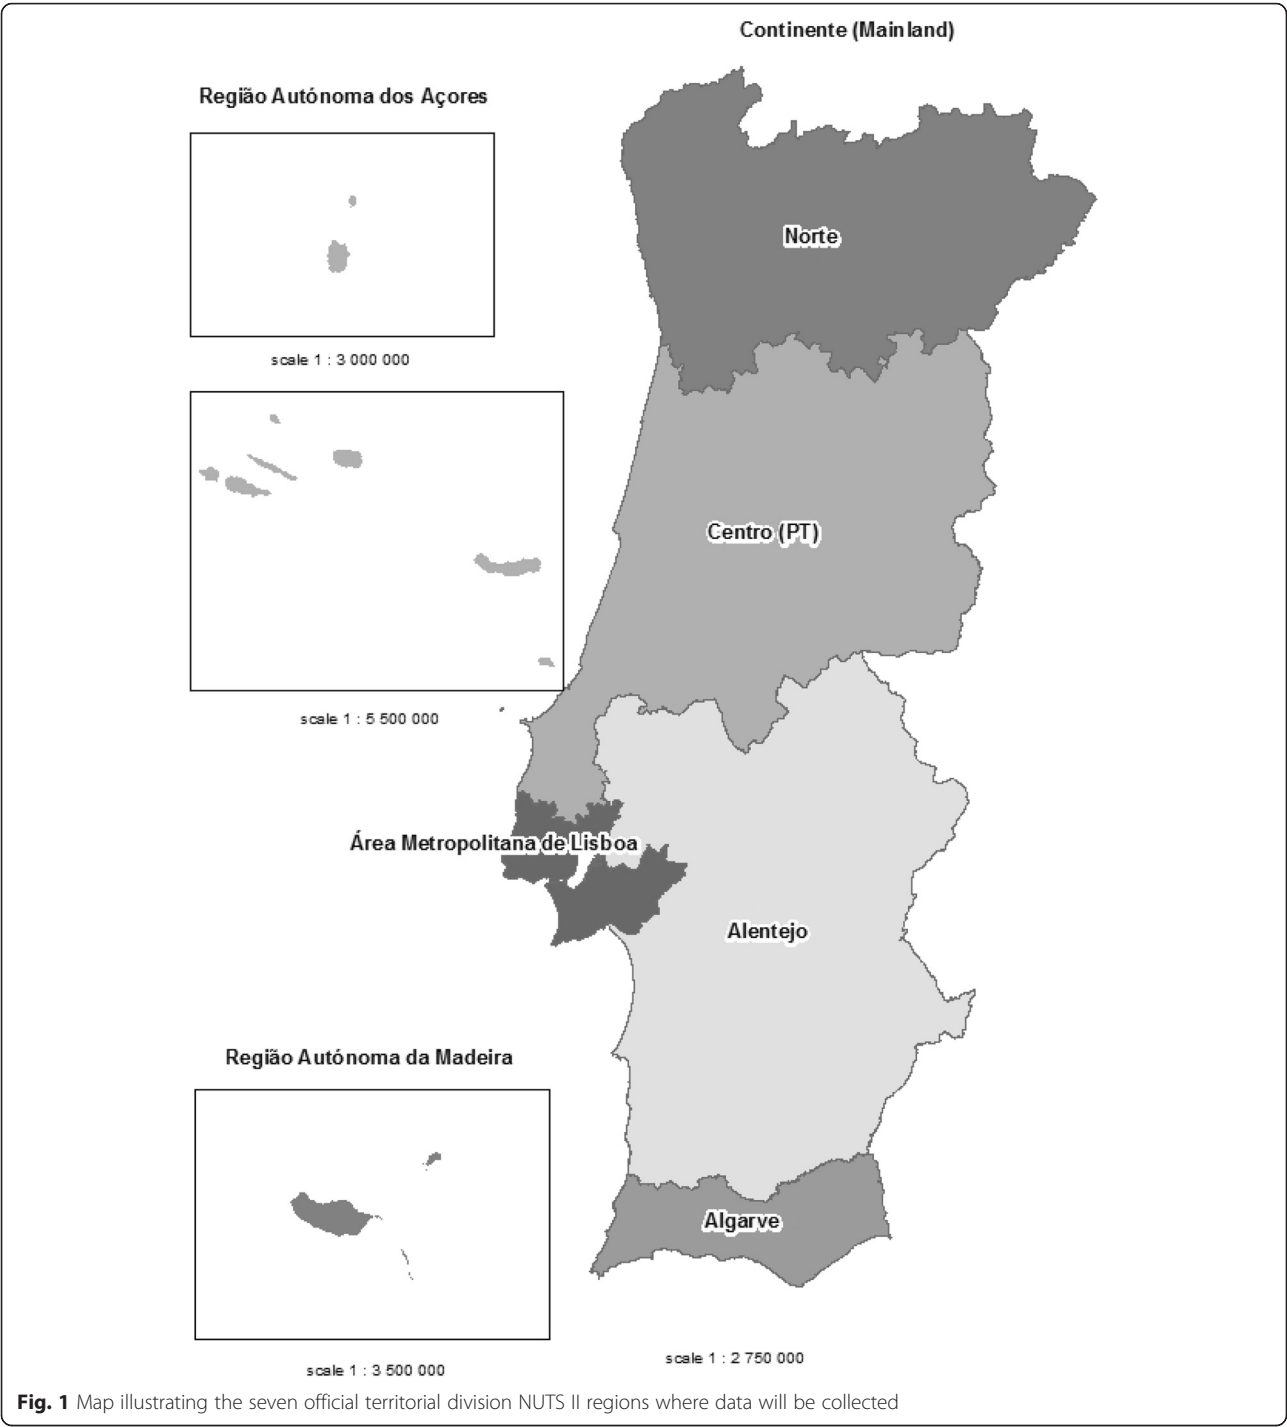 Continente (Mainland)
Região Autónoma dos Açores
Norte
scale 1 : 3 000 000
Centro (PT)
scale 1 : 5 500 000
Área Metropolitana de Lisboa
Alentejo
Região Autónoma da Madeira
Algarve
scale 1 : 2 750 000
scale 1 : 3 500 000
Fig. 1 Map illustrating the seven official territorial division NUTS II regions where data will be collected